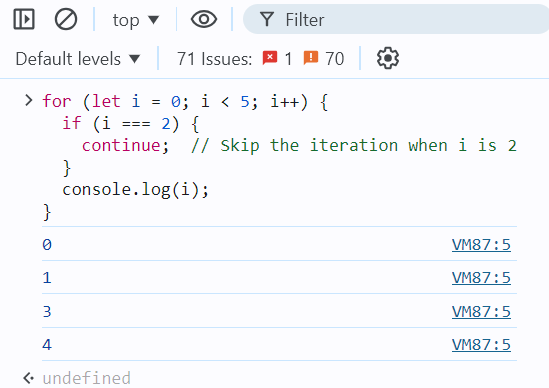 top ▼ Filter
Default levels ▼ 71 Issues: 1 70
for (let i = 0; i < 5; i++) {
  if (i === 2) {
    continue;  // Skip the iteration when i is 2
  }
  console.log(i);
}
0 VM87:5
1 VM87:5
3 VM87:5
4 VM87:5
undefined